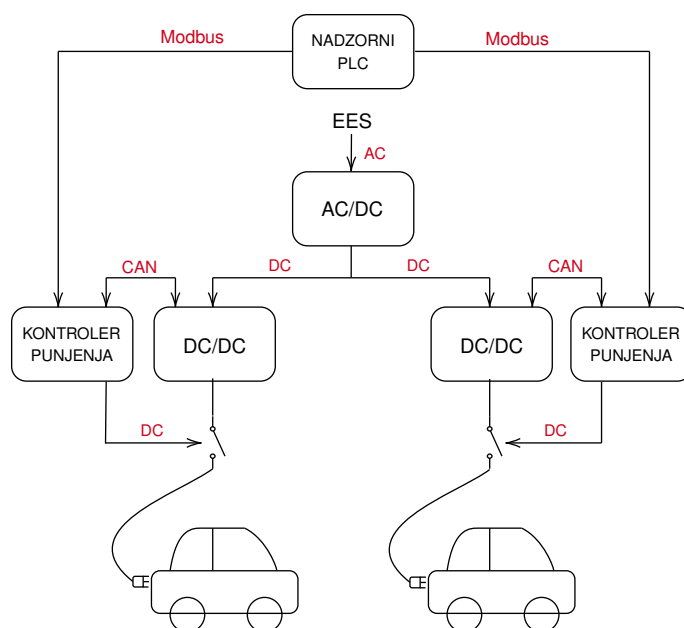 Modbus
NADZORNI
PLC
Modbus
EES
AC
AC/DC
CAN
DC
DC
CAN
KONTROLER
PUNJENJA
DC/DC
DC/DC
KONTROLER
PUNJENJA
DC
DC